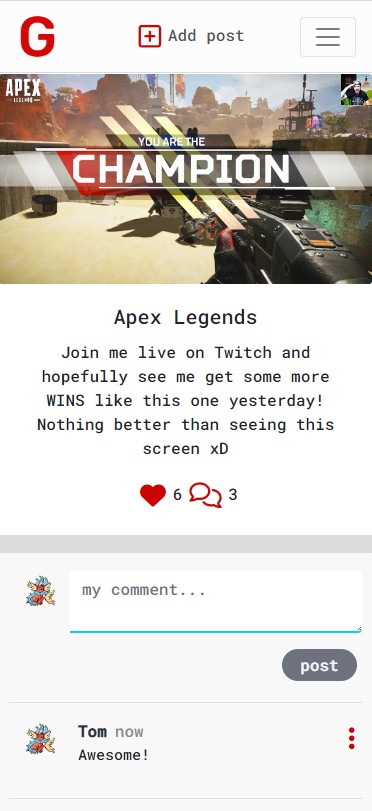 G
Add post
APEX
LEGENDS
YOU ARE THE
CHAMPION
Apex Legends
Join me live on Twitch and
hopefully see me get some more
WINS like this one yesterday!
Nothing better than seeing this
screen xD
6 3
my comment...
post
Tom now
Awesome!